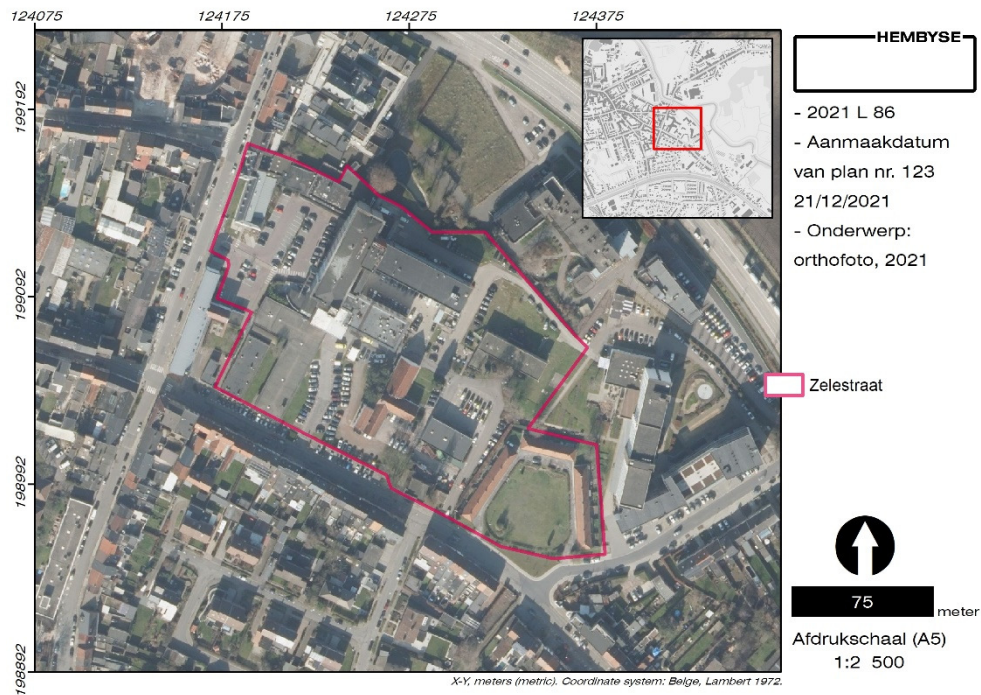 124075
124175
124275
124375
199192
199092
198992
198892
HEMBYSE
- 2021 L 86
- Aanmaakdatum
van plan nr. 123
21/12/2021
- Onderwerp:
orthofoto, 2021
Zelestraat
75
meter
Afdrukschaal (A5)
1:2 500
X-Y, meters (metric). Coordinate system: Belge, Lambert 1972.